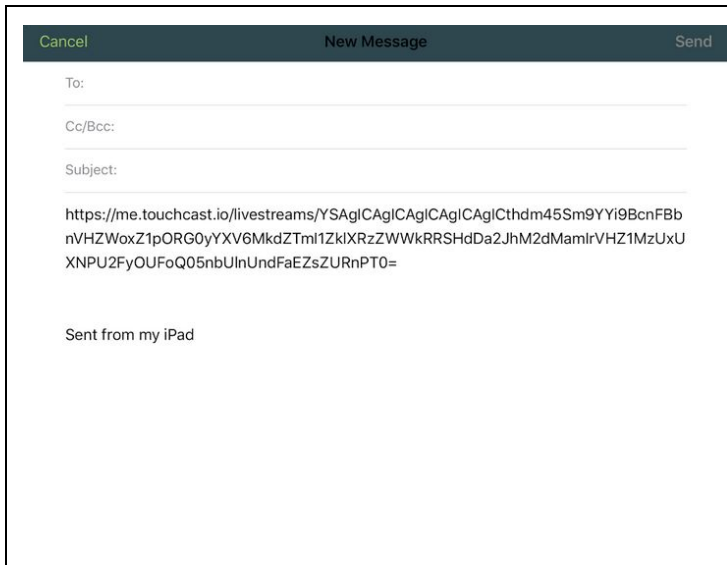 Cancel New Message Send
To:
Cc/Bcc:
Subject:
https://me.touchcast.io/livestreams/YSAgICAgICAgICAgICAgICthdm45Sm9YYi9BcnFBb
nVHZWoxZ1pORG0yYXV6MkdZTml1ZklXRzZWWkRRSHdDa2JhM2dMamlrVHZ1MzUxU
XNPU2FyOUFoQ05nbUlnUndFaEZsZURnPT0=
Sent from my iPad